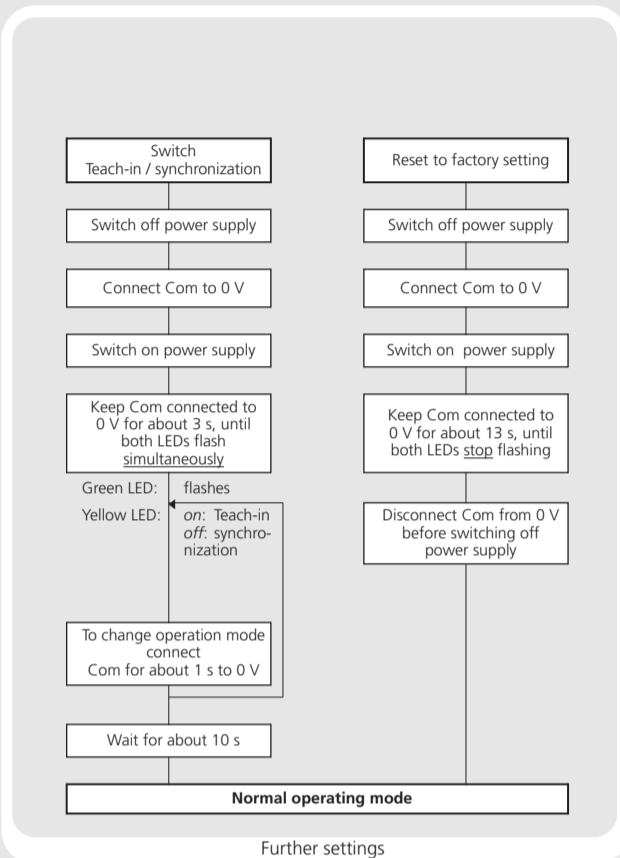 Switch
Teach-in / synchronization
Switch off power supply
Connect Com to 0 V
Switch on power supply
Keep Com connected to
0 V for about 3 s, until
both LEDs flash
simultaneously
Green LED: flashes
Yellow LED: on: Teach-in
off: synchro-
nization
To change operation mode
connect
Com for about 1 s to 0 V
Wait for about 10 s
Reset to factory setting
Switch off power supply
Connect Com to 0 V
Switch on power supply
Keep Com connected to
0 V for about 13 s, until
both LEDs stop flashing
Disconnect Com from 0 V
before switching off
power supply
Normal operating mode
Further settings